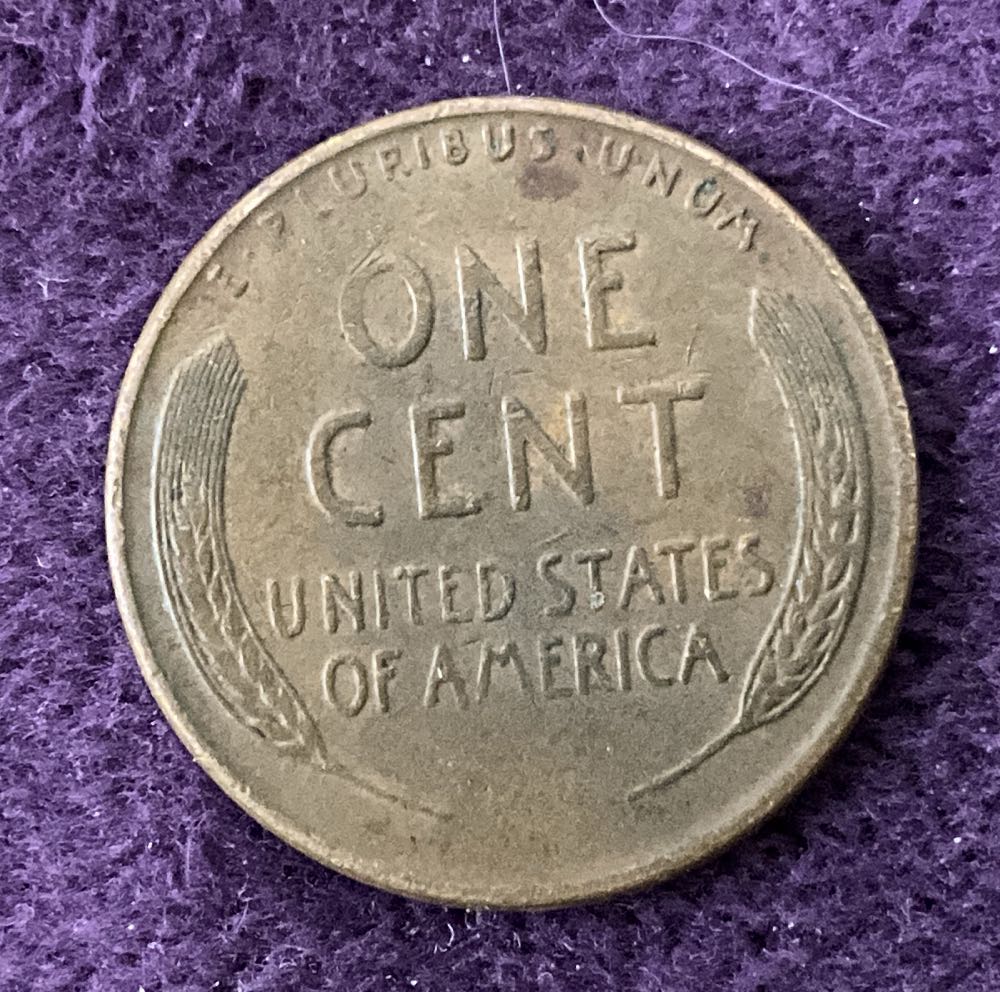 E · PLURIBUS · UNUM
ONE
CENT
UNITED STATES
OF AMERICA